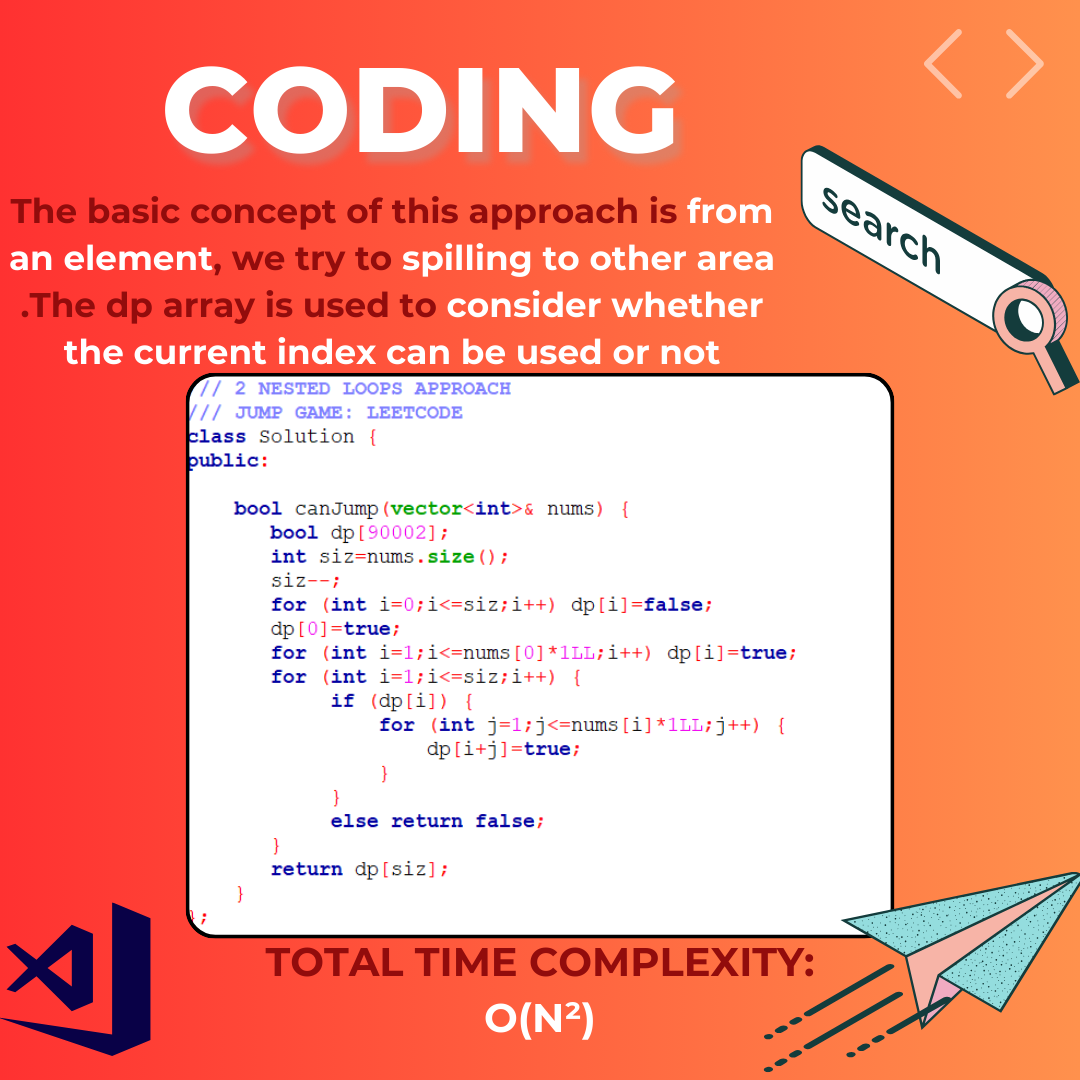 CODING
The basic concept of this approach is from
an element, we try to spilling to other area
.The dp array is used to consider whether
the current index can be used or not
search
// 2 NESTED LOOPS APPROACH
/// JUMP GAME: LEETCODE
class Solution {
public:
bool canJump(vector<int>& nums) {
bool dp[90002];
int siz=nums.size();
siz--;
for (int i=0;i<=siz;i++) dp[i]=false;
dp[0]=true;
for (int i=1;i<=nums[0]*1LL;i++) dp[i]=true;
for (int i=1;i<=siz;i++) {
if (dp[i]) {
for (int j=1;j<=nums[i]*1LL;j++) {
dp[i+j]=true;
}
}
else return false;
}
return dp[siz];
}
};
TOTAL TIME COMPLEXITY:
O(N²)